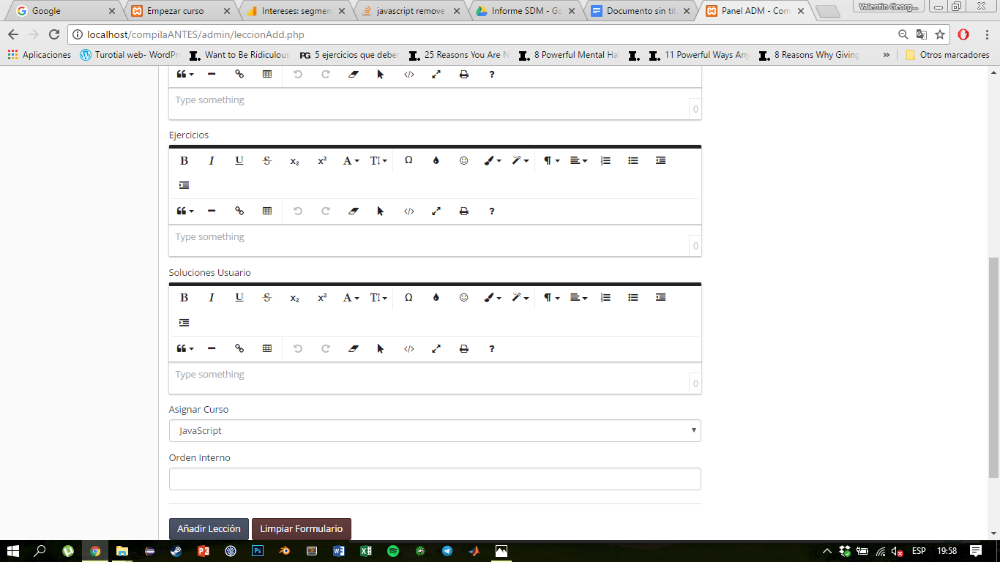 Google
Empezar curso
Intereses: segmen
javascript remove
Informe SDM - Go
Documento sin tít
Panel ADM - Com
Valentin Georg...
localhost/compilaANTES/admin/leccionAdd.php
Aplicaciones
Turotial web- WordPr
Want to Be Ridiculous
PG 5 ejercicios que deber
25 Reasons You Are N
8 Powerful Mental Ha
11 Powerful Ways Any
8 Reasons Why Giving
» Otros marcadores
Type something
0
Ejercicios
B I U S x₂ x² A T Ω ¶
</> ?
Type something
0
Soluciones Usuario
B I U S x₂ x² A T Ω ¶
</> ?
Type something
0
Asignar Curso
JavaScript
Orden Interno
Añadir Lección Limpiar Formulario
ESP 19:58